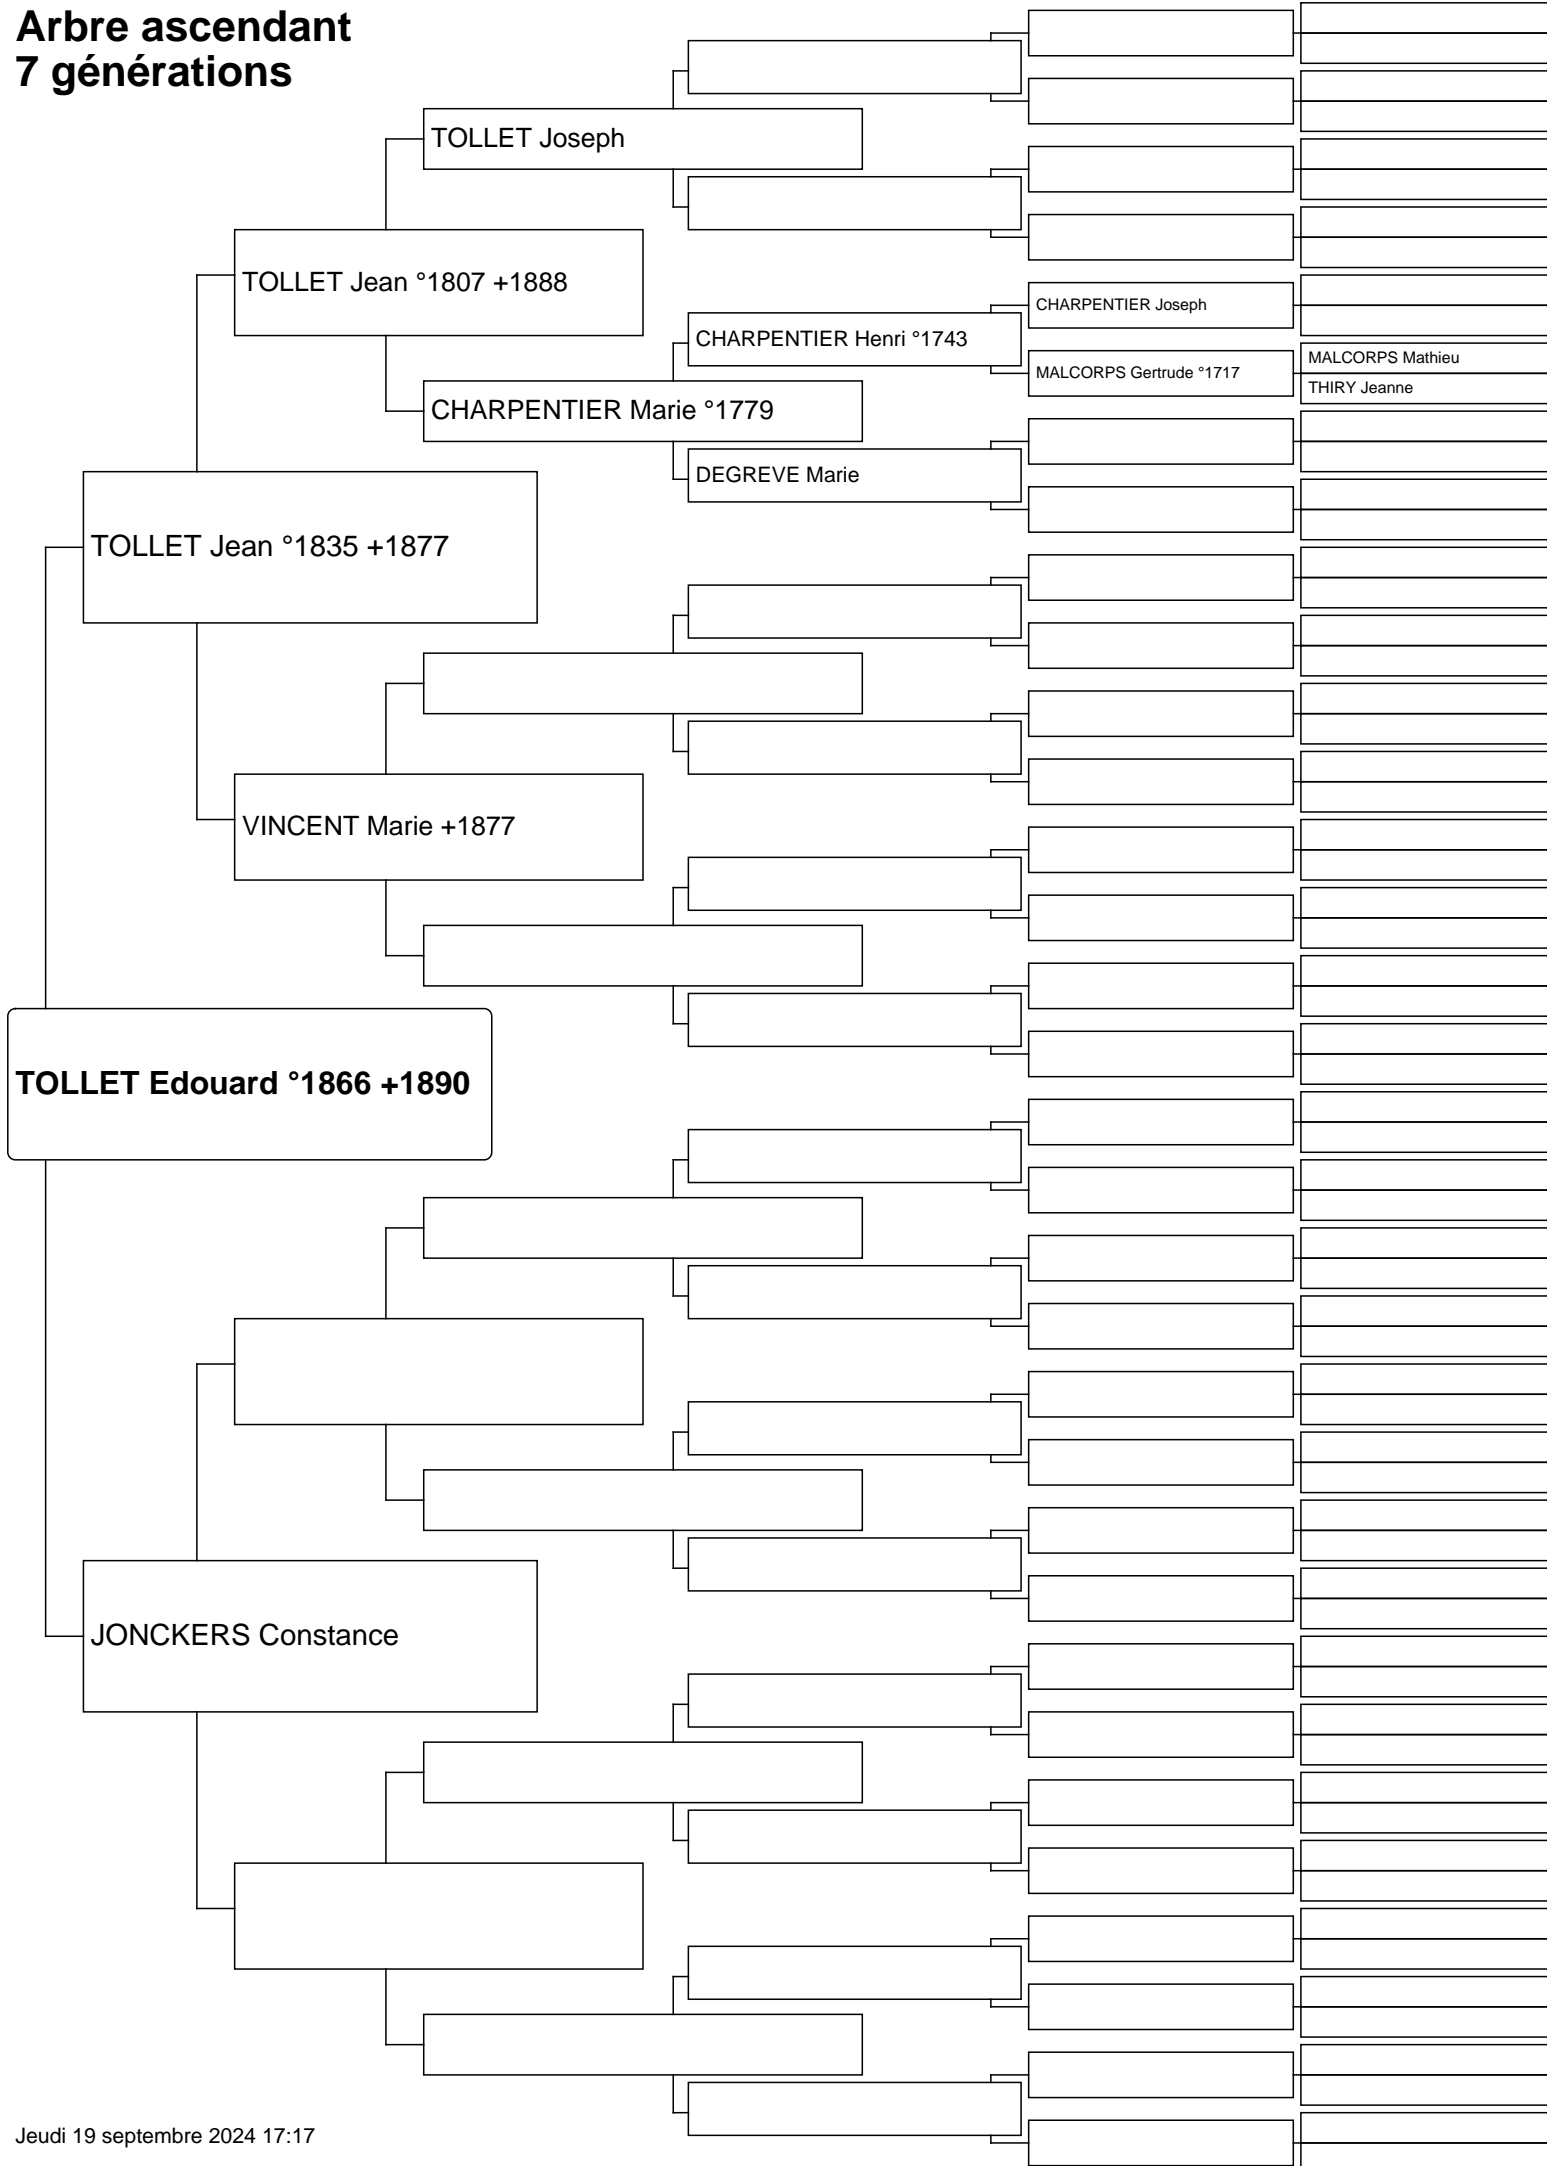 Arbre ascendant
7 générations
TOLLET Joseph
TOLLET Jean °1807 +1888
CHARPENTIER Joseph
CHARPENTIER Henri °1743
MALCORPS Mathieu
MALCORPS Gertrude °1717
THIRY Jeanne
CHARPENTIER Marie °1779
DEGREVE Marie
TOLLET Jean °1835 +1877
VINCENT Marie +1877
TOLLET Edouard °1866 +1890
JONCKERS Constance
Jeudi 19 septembre 2024 17:17